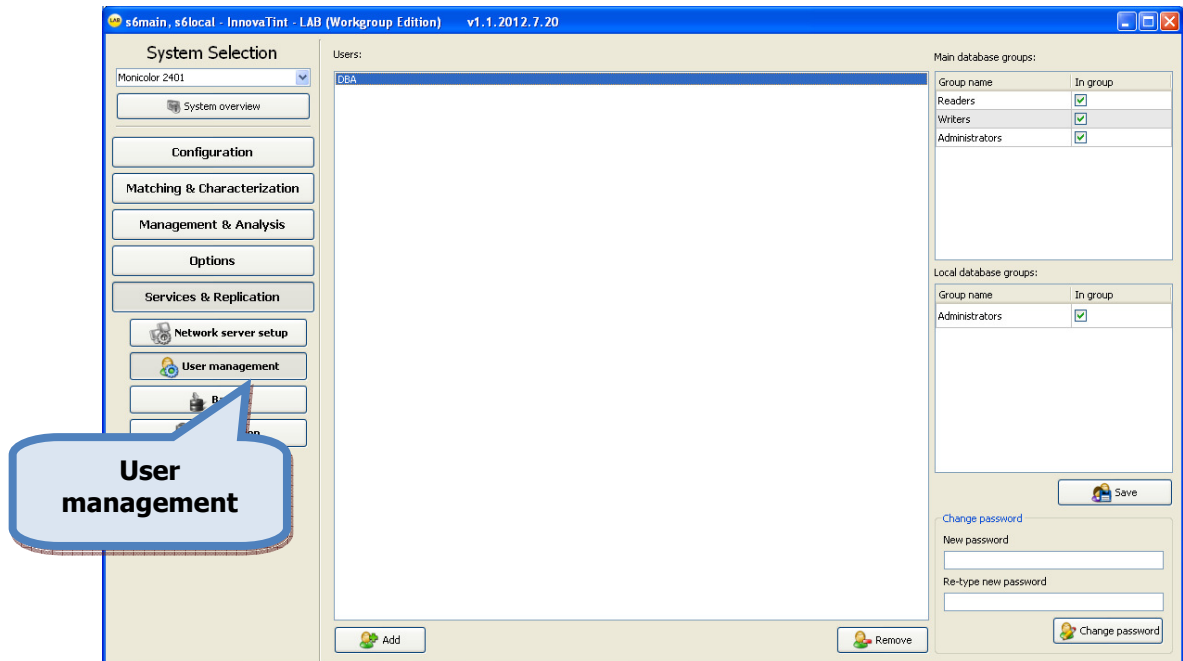 LAB s6main, s6local - InnovaTint - LAB (Workgroup Edition) v1.1.2012.7.20
System Selection
Monicolor 2401
System overview
Configuration
Matching & Characterization
Management & Analysis
Options
Services & Replication
Network server setup
User management
User
management
Users:
DBA
Add
Remove
Main database groups:
Group name In group
Readers
Writers
Administrators
Local database groups:
Group name In group
Administrators
Save
Change password
New password
Re-type new password
Change password